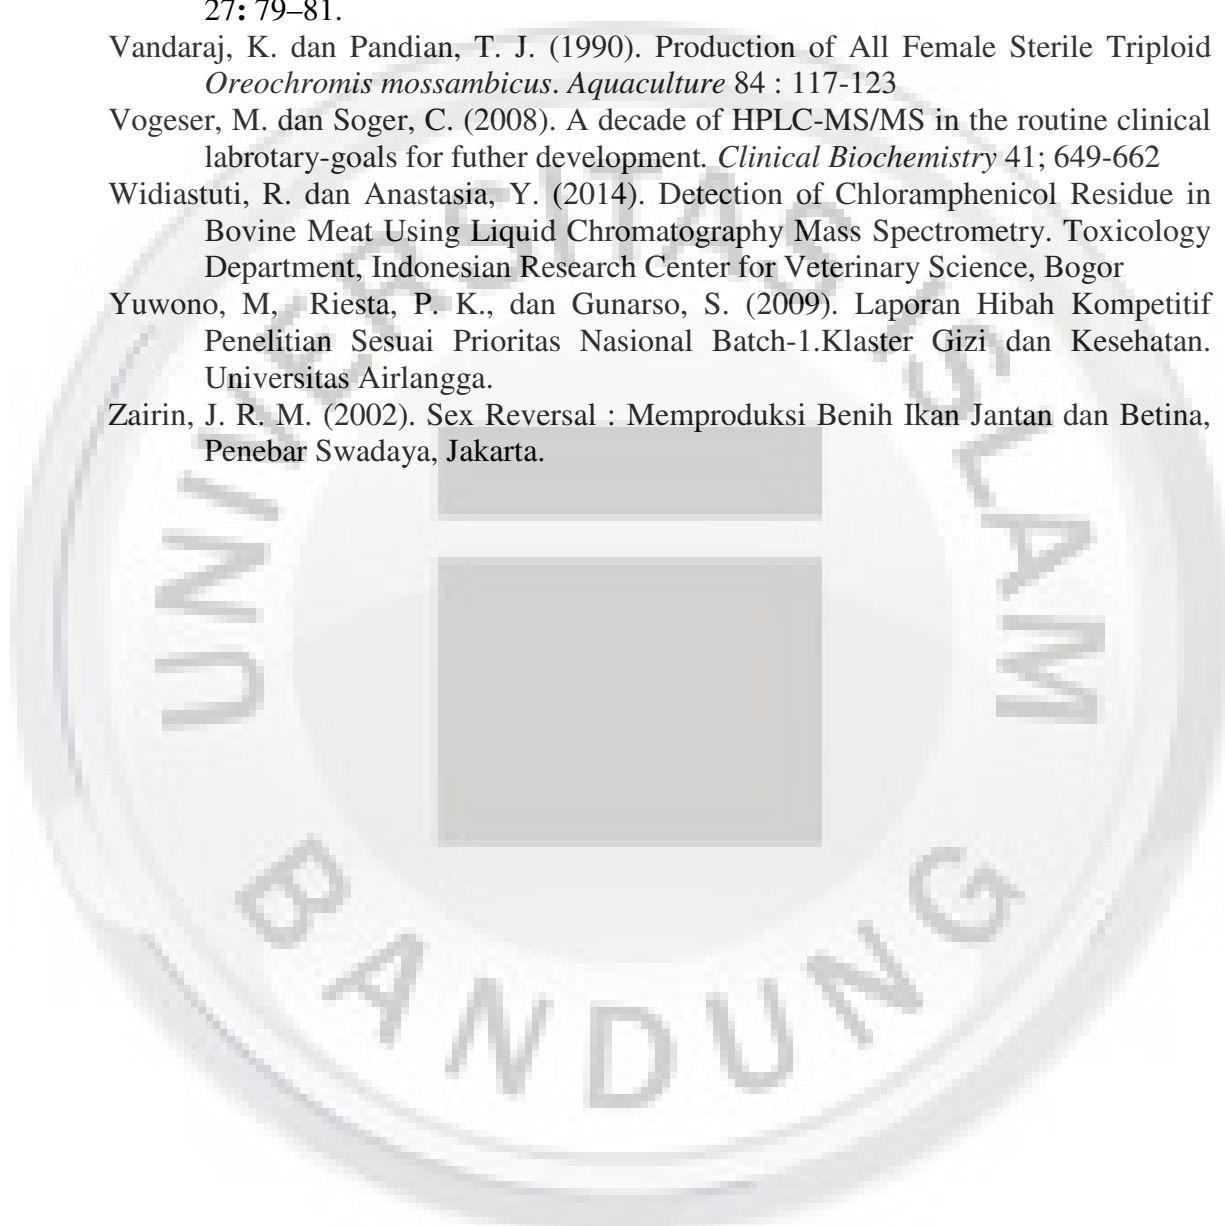 27: 79–81.
Vandaraj, K. dan Pandian, T. J. (1990). Production of All Female Sterile Triploid
Oreochromis mossambicus. Aquaculture 84 : 117-123
Vogeser, M. dan Soger, C. (2008). A decade of HPLC-MS/MS in the routine clinical
labrotary-goals for futher development. Clinical Biochemistry 41; 649-662
Widiastuti, R. dan Anastasia, Y. (2014). Detection of Chloramphenicol Residue in
Bovine Meat Using Liquid Chromatography Mass Spectrometry. Toxicology
Department, Indonesian Research Center for Veterinary Science, Bogor
Yuwono, M, Riesta, P. K., dan Gunarso, S. (2009). Laporan Hibah Kompetitif
Penelitian Sesuai Prioritas Nasional Batch-1.Klaster Gizi dan Kesehatan.
Universitas Airlangga.
Zairin, J. R. M. (2002). Sex Reversal : Memproduksi Benih Ikan Jantan dan Betina,
Penebar Swadaya, Jakarta.
UNIVERSITAS ISLAM
BANDUNG